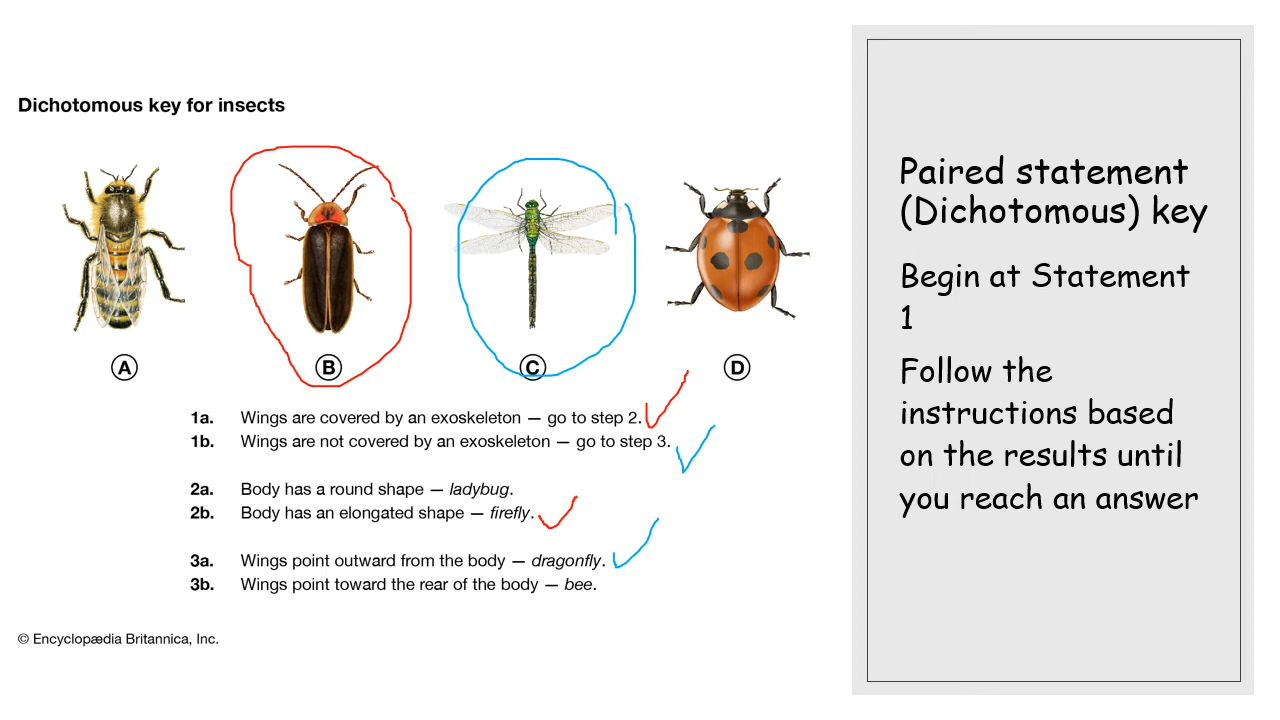 Dichotomous key for insects
A
B
C
D
1a. Wings are covered by an exoskeleton — go to step 2.
1b. Wings are not covered by an exoskeleton — go to step 3.
2a. Body has a round shape — ladybug.
2b. Body has an elongated shape — firefly.
3a. Wings point outward from the body — dragonfly.
3b. Wings point toward the rear of the body — bee.
© Encyclopædia Britannica, Inc.
Paired statement
(Dichotomous) key
Begin at Statement
1
Follow the
instructions based
on the results until
you reach an answer